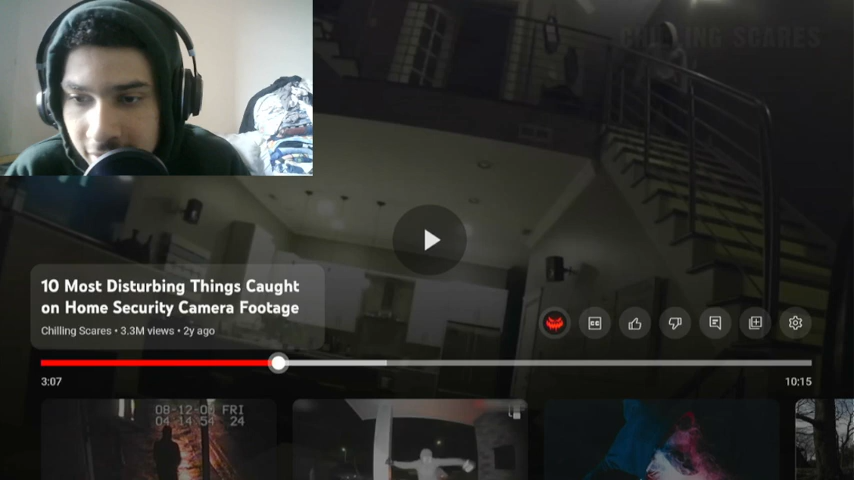 CHILLING SCARES
10 Most Disturbing Things Caught
on Home Security Camera Footage
Chilling Scares • 3.3M views • 2y ago
CC
3:07
10:15
08-12-05 FRI
04:14:54 24